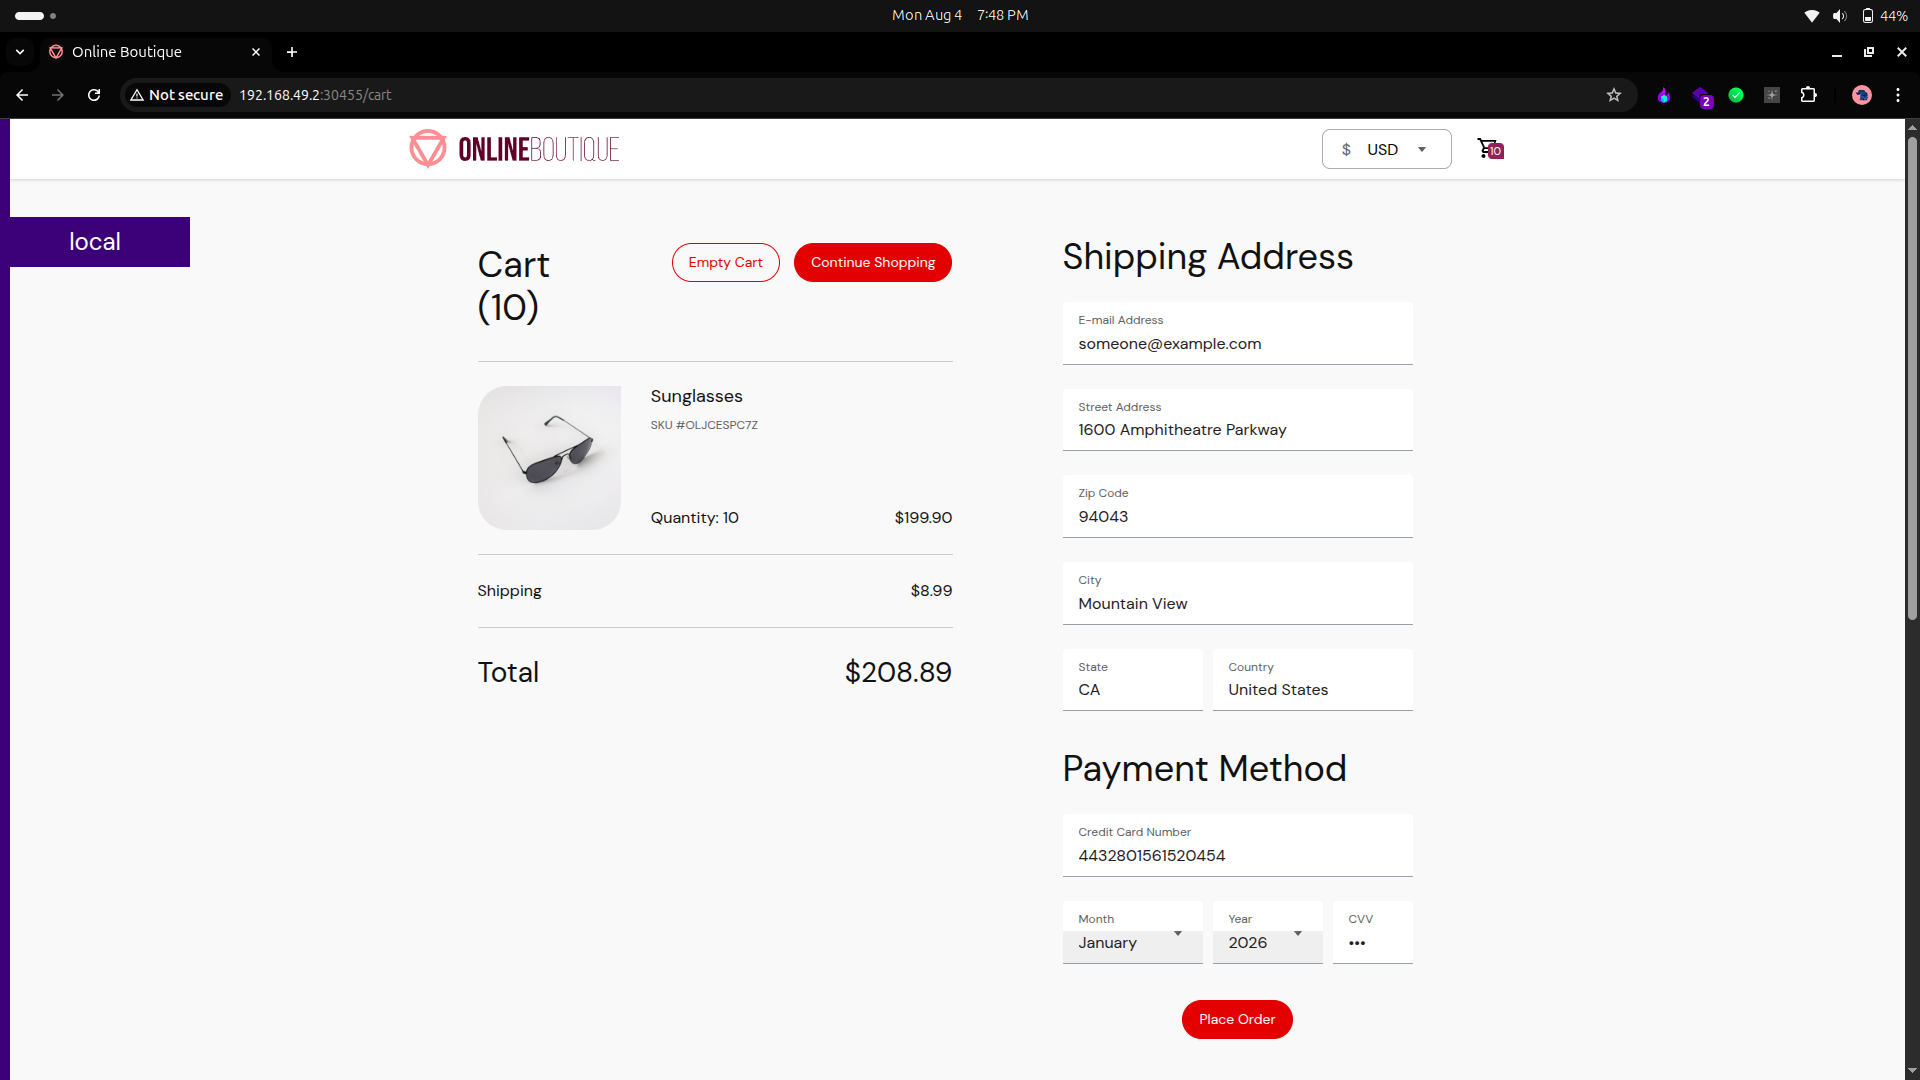 Mon Aug 4 7:48 PM
44%
Online Boutique
Not secure 192.168.49.2:30455/cart
2
ONLINEBOUTIQUE
$ USD
10
local
Cart
(10)
Empty Cart
Continue Shopping
Sunglasses
SKU #OLJCESPC7Z
Quantity: 10
$199.90
Shipping
$8.99
Total
$208.89
Shipping Address
E-mail Address
someone@example.com
Street Address
1600 Amphitheatre Parkway
Zip Code
94043
City
Mountain View
State
CA
Country
United States
Payment Method
Credit Card Number
4432801561520454
Month
January
Year
2026
CVV
•••
Place Order